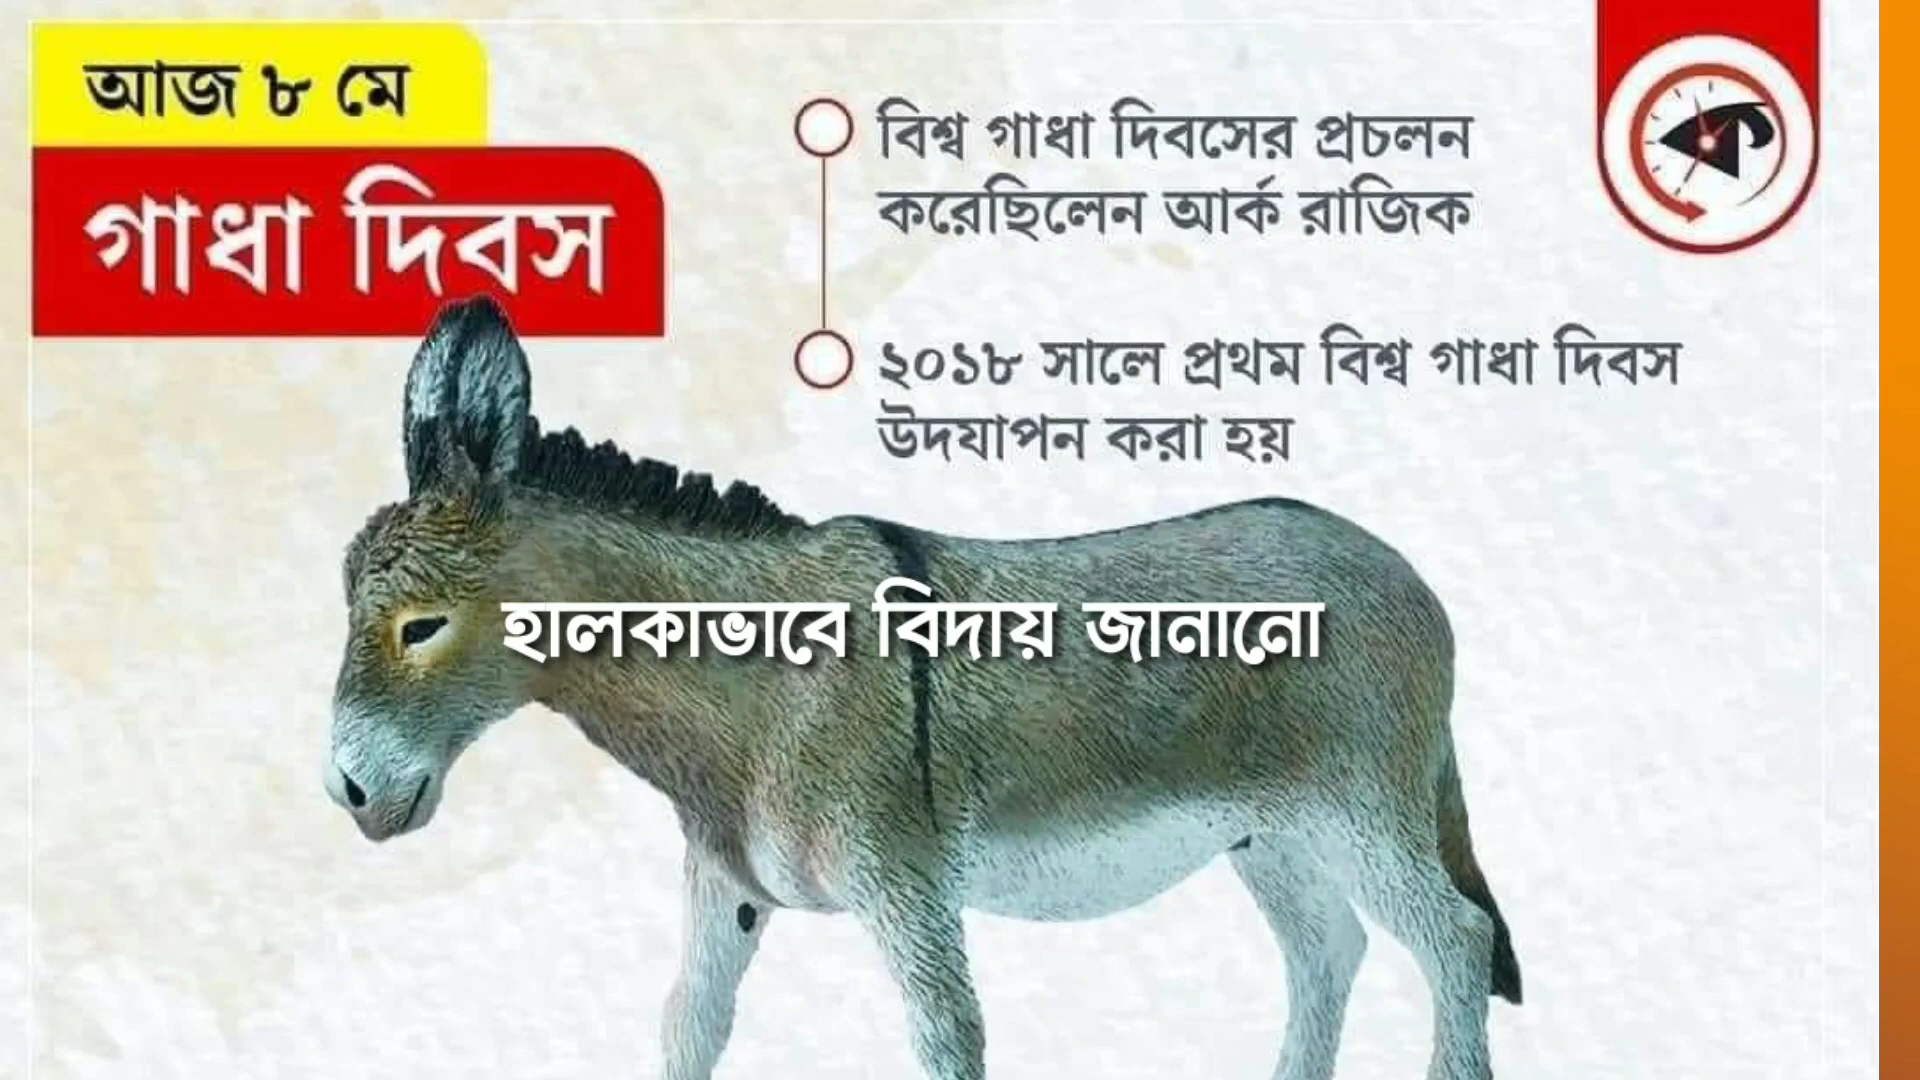 আজ ৮ মে
গাধা দিবস
বিশ্ব গাধা দিবসের প্রচলন
করেছিলেন আর্ক রাজিক
২০১৮ সালে প্রথম বিশ্ব গাধা দিবস
উদযাপন করা হয়
হালকাভাবে বিদায় জানানো